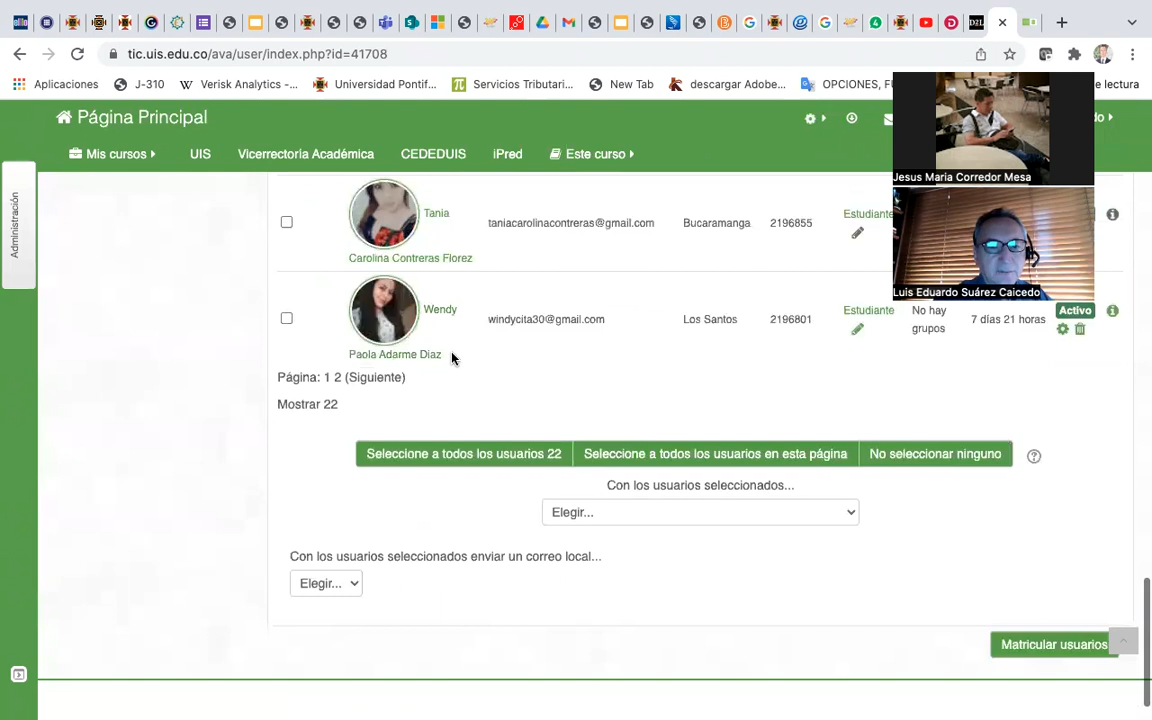 tic.uis.edu.co/ava/user/index.php?id=41708
Aplicaciones J-310 Verisk Analytics -... Universidad Pontif... Servicios Tributari... New Tab descargar Adobe... OPCIONES, FU e lectura
Página Principal
do
Mis cursos UIS Vicerrectoría Académica CEDEDUIS iPred Este curso
Jesus Maria Corredor Mesa
Administración
Tania
Carolina Contreras Florez
taniacarolinacontreras@gmail.com Bucaramanga 2196855 Estudiante
Luis Eduardo Suárez Caicedo
Wendy
Paola Adarme Diaz
windycita30@gmail.com Los Santos 2196801 Estudiante No hay grupos 7 días 21 horas Activo
Página: 1 2 (Siguiente)
Mostrar 22
Seleccione a todos los usuarios 22 Seleccione a todos los usuarios en esta página No seleccionar ninguno
Con los usuarios seleccionados...
Elegir...
Con los usuarios seleccionados enviar un correo local...
Elegir...
Matricular usuarios